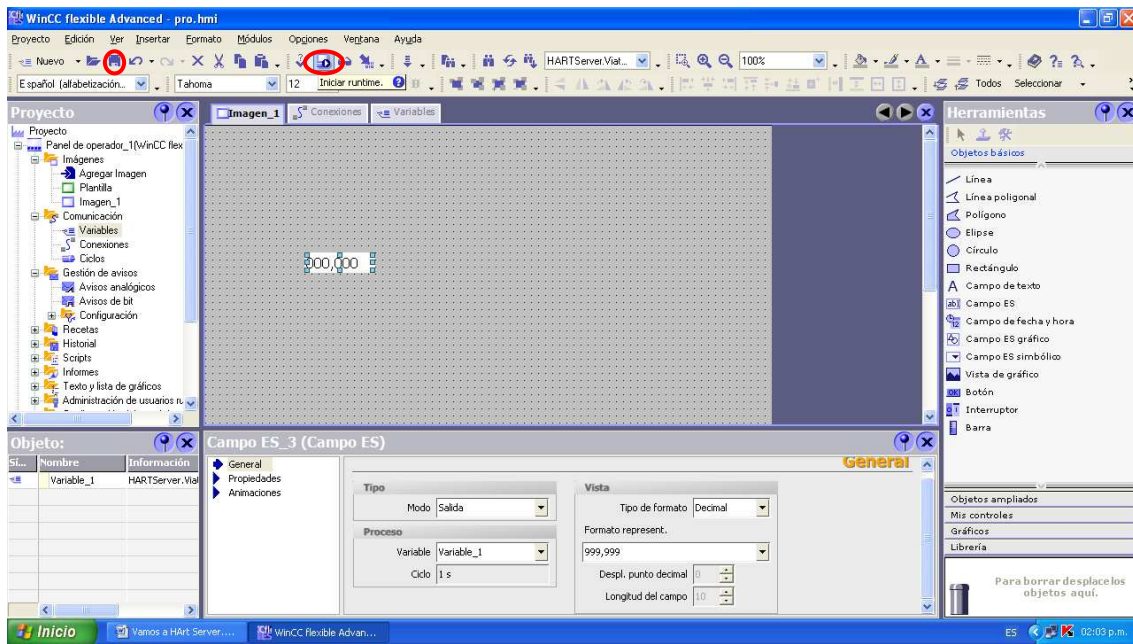 WinCC flexible Advanced - pro.hmi
Proyecto Edición Ver Insertar Formato Módulos Opciones Ventana Ayuda
Nuevo HARTServer.Viat... 100%
Español (alfabetización... Tahoma 12 Iniciar runtime. Todos Seleccionar
Proyecto
Proyecto
Panel de operador_1(WinCC flex
Imágenes
Agregar Imagen
Plantilla
Imagen_1
Comunicación
Variables
Conexiones
Ciclos
Gestión de avisos
Avisos analógicos
Avisos de bit
Configuración
Recetas
Historial
Scripts
Informes
Texto y lista de gráficos
Administración de usuarios ru
Imagen_1 Conexiones Variables
000,000
Herramientas
Objetos básicos
Línea
Línea poligonal
Polígono
Elipse
Círculo
Rectángulo
Campo de texto
Campo ES
Campo de fecha y hora
Campo ES gráfico
Campo ES simbólico
Vista de gráfico
Botón
Interruptor
Barra
Objetos ampliados
Mis controles
Gráficos
Librería
Para borrar desplace los
objetos aquí.
Objeto:
Sí... Nombre Información
Variable_1 HARTServer.Viat
Campo ES_3 (Campo ES)
General
Propiedades
Animaciones
General
Tipo
Modo Salida
Proceso
Variable Variable_1
Ciclo 1 s
Vista
Tipo de formato Decimal
Formato represent.
999,999
Despl. punto decimal 0
Longitud del campo 10
Inicio Vamos a HArt Server.... WinCC flexible Advan... ES 02:03 p.m.